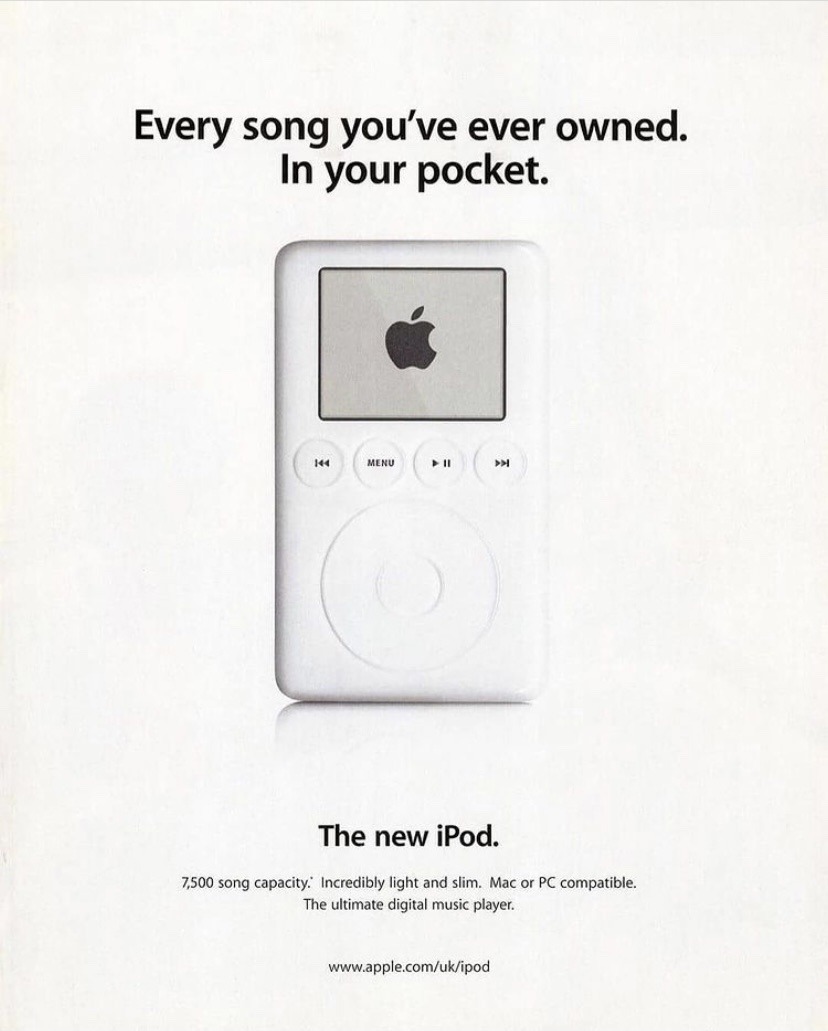 Every song you've ever owned.
In your pocket.
MENU
The new iPod.
7,500 song capacity.* Incredibly light and slim. Mac or PC compatible.
The ultimate digital music player.
www.apple.com/uk/ipod